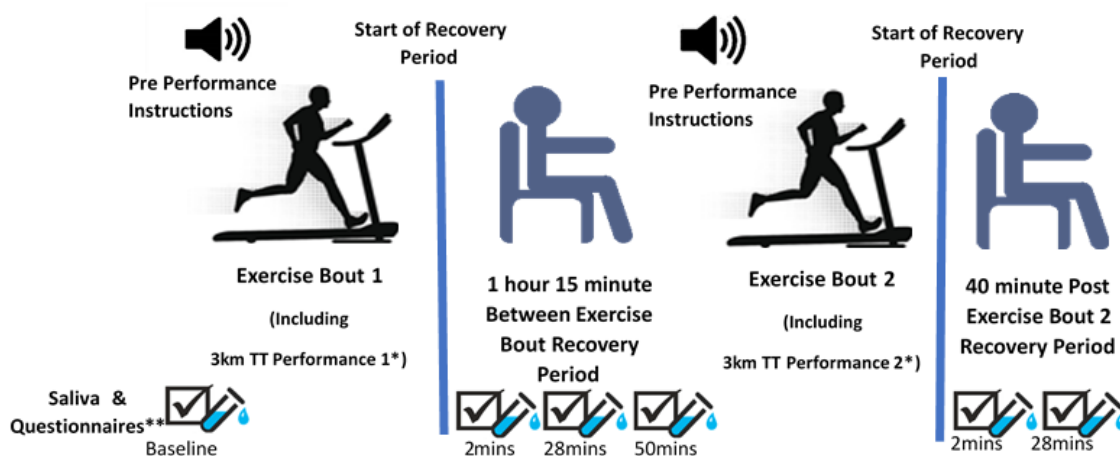 Pre Performance
Instructions
Start of Recovery
Period
Exercise Bout 1
(Including
3km TT Performance 1*)
1 hour 15 minute
Between Exercise
Bout Recovery
Period
Pre Performance
Instructions
Start of Recovery
Period
Exercise Bout 2
(Including
3km TT Performance 2*)
40 minute Post
Exercise Bout 2
Recovery Period
Saliva &
Questionnaires**
Baseline
2mins
28mins
50mins
2mins
28mins